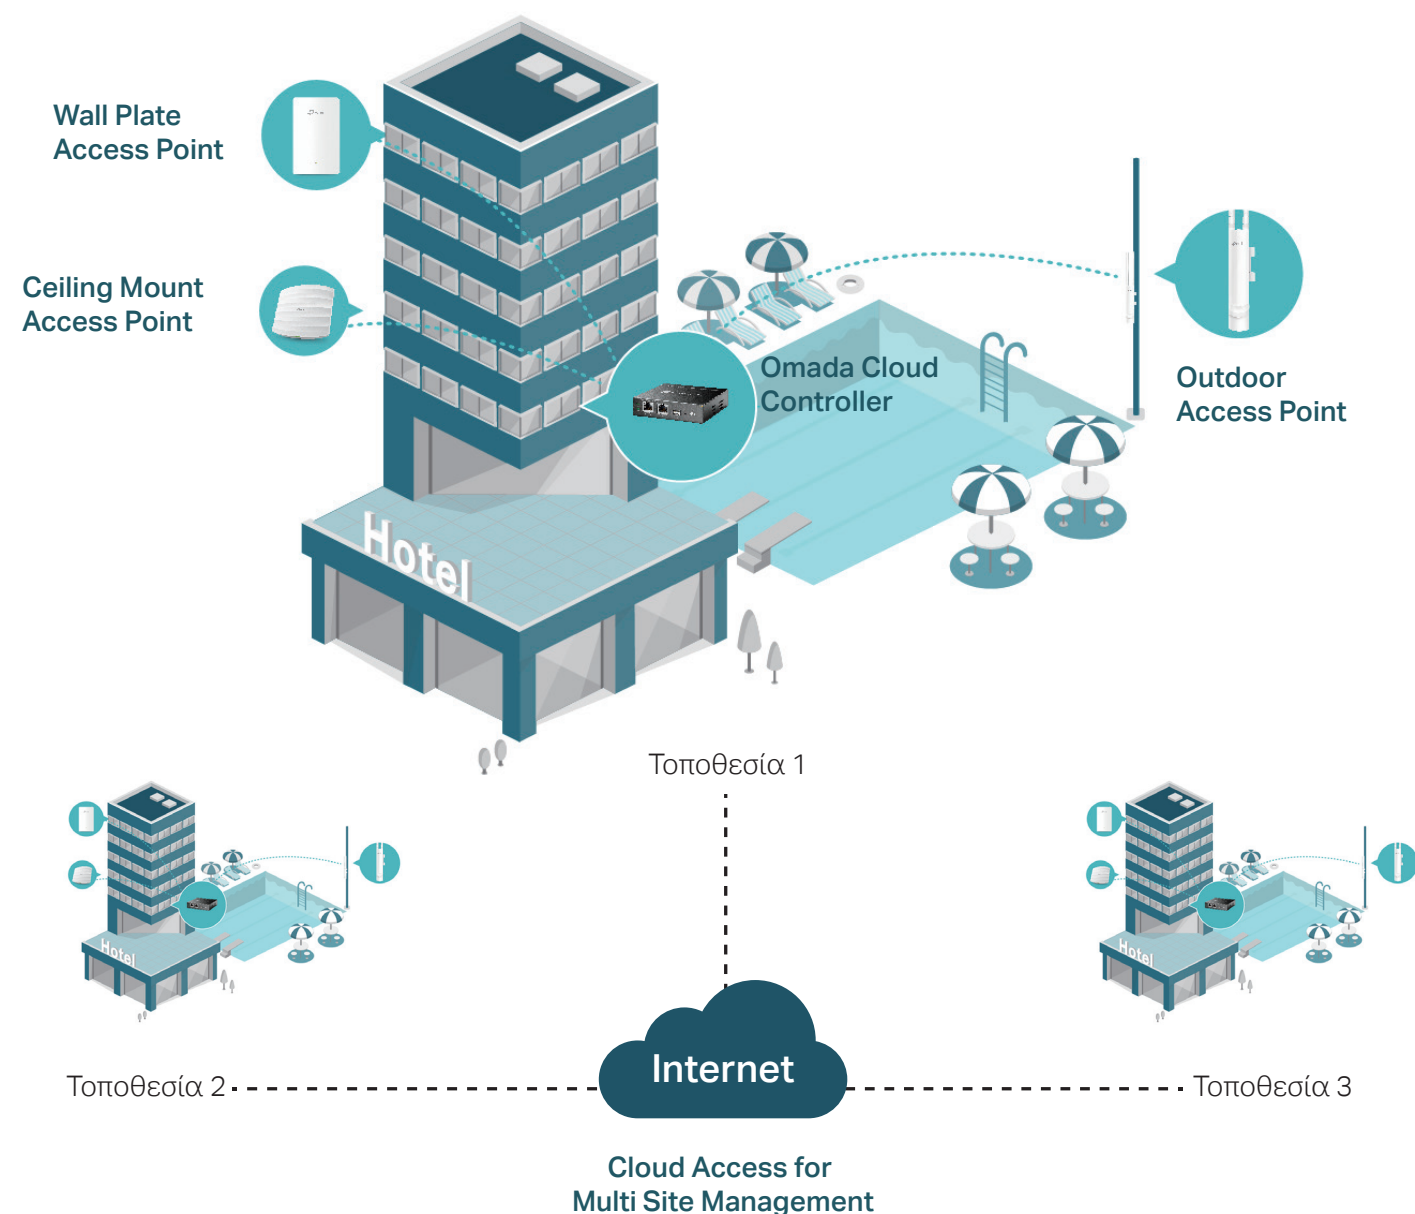 Wall Plate
Access Point
Ceiling Mount
Access Point
Omada Cloud
Controller
Outdoor
Access Point
Hotel
Τοποθεσία 1
Hotel
Hotel
Internet
Τοποθεσία 2
Τοποθεσία 3
Cloud Access for
Multi Site Management